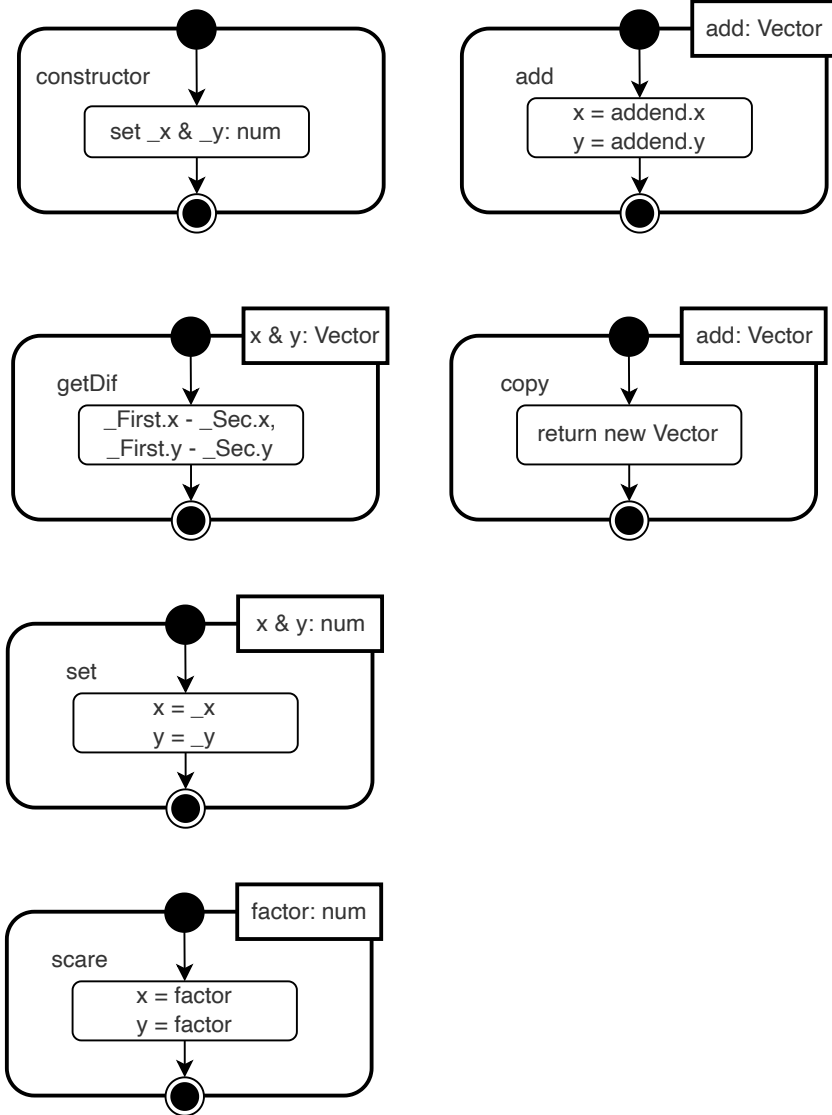 constructor
set _x & _y: num
add: Vector
add
x = addend.x
y = addend.y
x & y: Vector
getDif
_First.x - _Sec.x,
_First.y - _Sec.y
add: Vector
copy
return new Vector
x & y: num
set
x = _x
y = _y
factor: num
scare
x = factor
y = factor